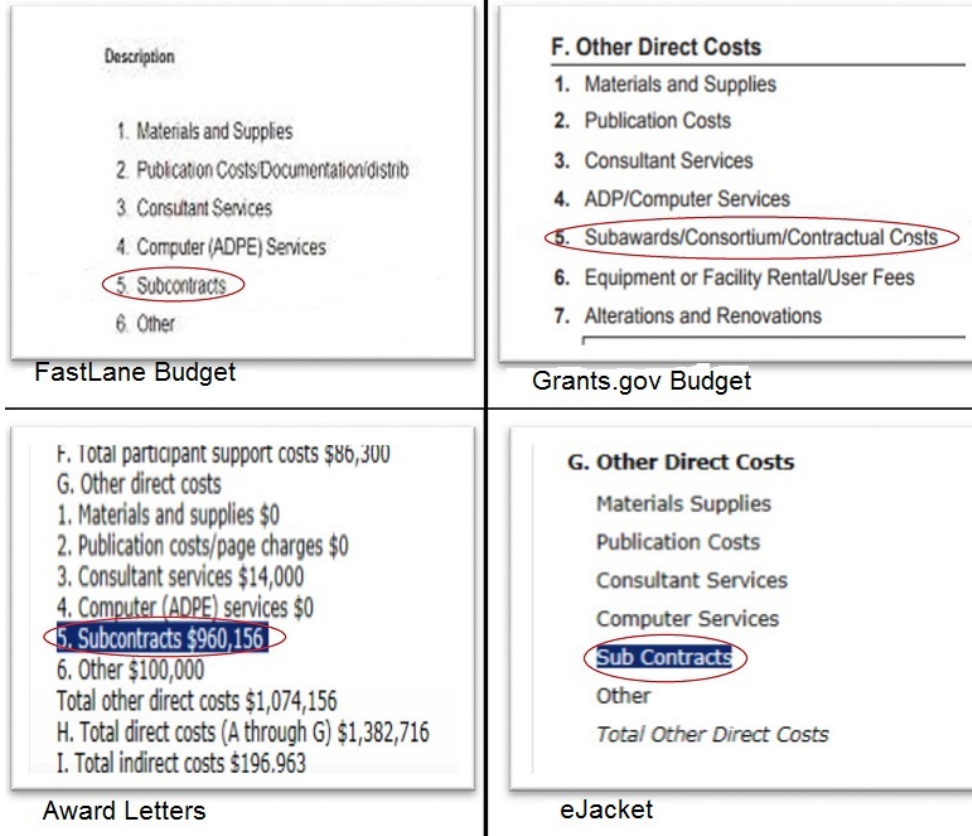 Description
1. Materials and Supplies
2. Publication Costs/Documentation/distrib
3. Consultant Services
4. Computer (ADPE) Services
5. Subcontracts
6. Other
FastLane Budget
F. Other Direct Costs
1. Materials and Supplies
2. Publication Costs
3. Consultant Services
4. ADP/Computer Services
5. Subawards/Consortium/Contractual Costs
6. Equipment or Facility Rental/User Fees
7. Alterations and Renovations
Grants.gov Budget
F. Total participant support costs $86,300
G. Other direct costs
1. Materials and supplies $0
2. Publication costs/page charges $0
3. Consultant services $14,000
4. Computer (ADPE) services $0
5. Subcontracts $960,156
6. Other $100,000
Total other direct costs $1,074,156
H. Total direct costs (A through G) $1,382,716
I. Total indirect costs $196,963
Award Letters
G. Other Direct Costs
Materials Supplies
Publication Costs
Consultant Services
Computer Services
Sub Contracts
Other
Total Other Direct Costs
eJacket